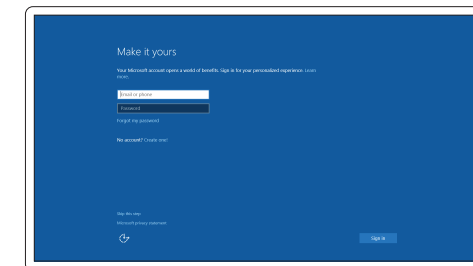 Make it yours
Your Microsoft account opens a world of benefits. Sign in for your personalized experience. Learn
more.
Email or phone
Password
Forgot my password
No account? Create one!
Skip this step
Microsoft privacy statement
Sign in